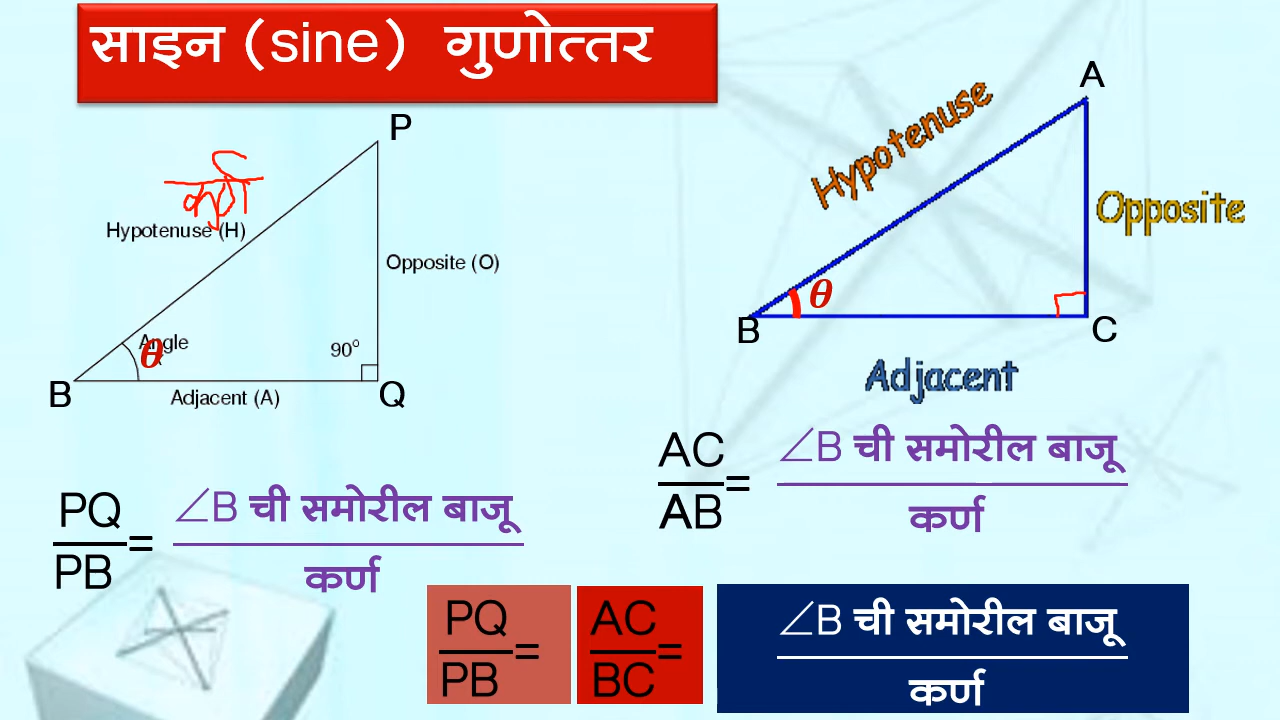 साइन (sine) गुणोत्तर
P
कर्ण
Hypotenuse (H)
Opposite (O)
Angle
θ
90°
B
Adjacent (A)
Q
A
Hypotenuse
Opposite
θ
B
C
Adjacent
AC
AB
=
∠B ची समोरील बाजू
कर्ण
PQ
PB
=
∠B ची समोरील बाजू
कर्ण
PQ
PB
=
AC
BC
=
∠B ची समोरील बाजू
कर्ण